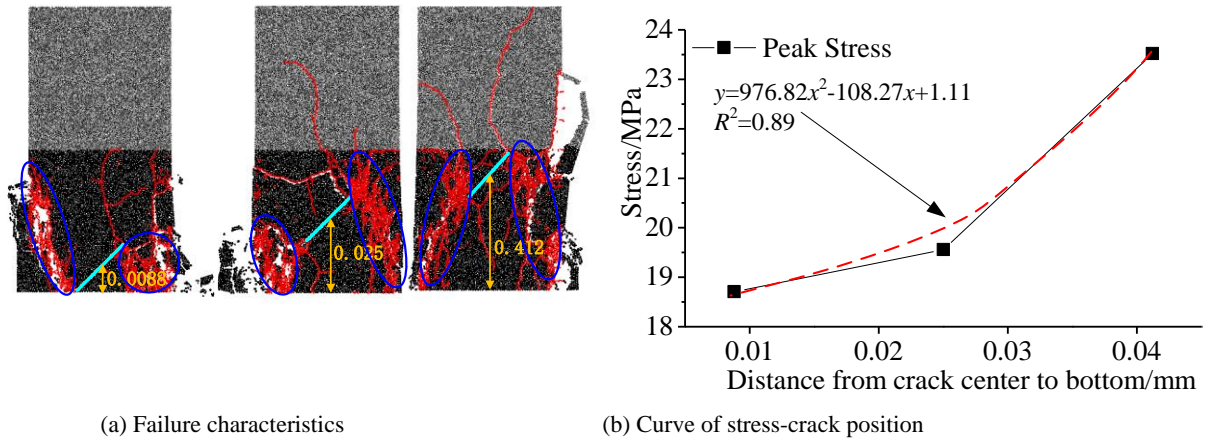 0.0088
0.025
0.412
24
23
22
21
20
19
18
Stress/MPa
Peak Stress
y=976.82x²-108.27x+1.11
R²=0.89
0.01 0.02 0.03 0.04
Distance from crack center to bottom/mm
(a) Failure characteristics
(b) Curve of stress-crack position